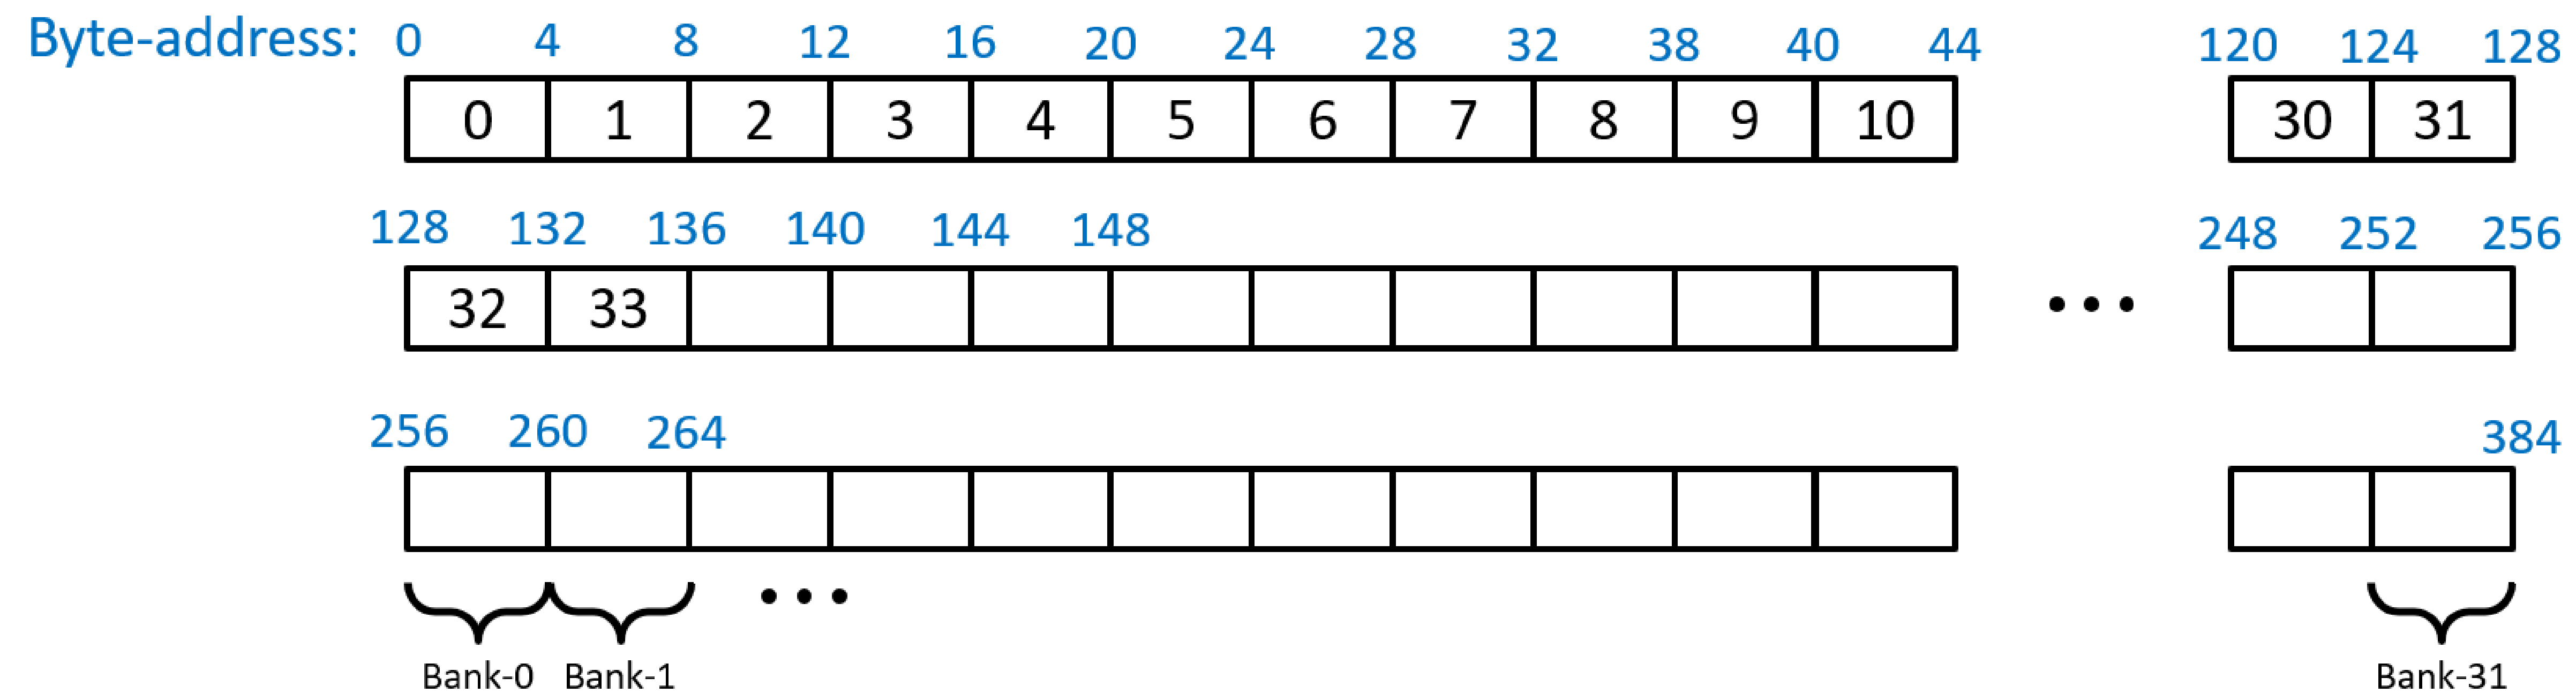 Byte-address: 0 4 8 12 16 20 24 28 32 38 40 44 120 124 128
0 1 2 3 4 5 6 7 8 9 10 30 31
128 132 136 140 144 148 248 252 256
32 33 ...
256 260 264 384
...
Bank-0 Bank-1 Bank-31